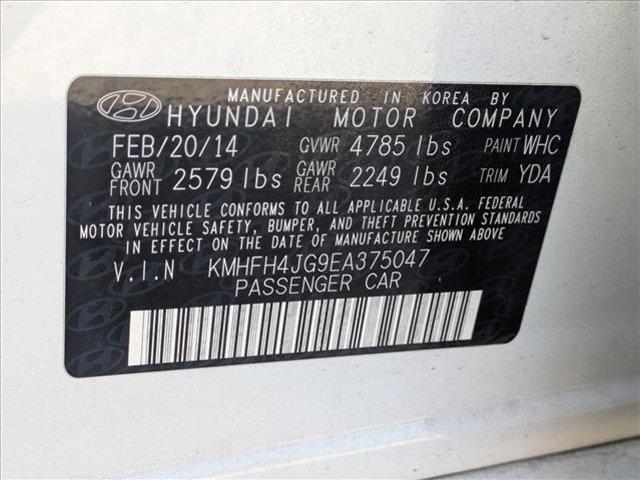 MANUFACTURED IN KOREA BY
HYUNDAI MOTOR COMPANY
FEB/20/14 GVWR 4785 lbs PAINT WHC
GAWR FRONT 2579 lbs GAWR REAR 2249 lbs TRIM YDA
THIS VEHICLE CONFORMS TO ALL APPLICABLE U.S.A. FEDERAL
MOTOR VEHICLE SAFETY, BUMPER, AND THEFT PREVENTION STANDARDS
IN EFFECT ON THE DATE OF MANUFACTURE SHOWN ABOVE.
V.I.N KMHFH4JG9EA375047
PASSENGER CAR